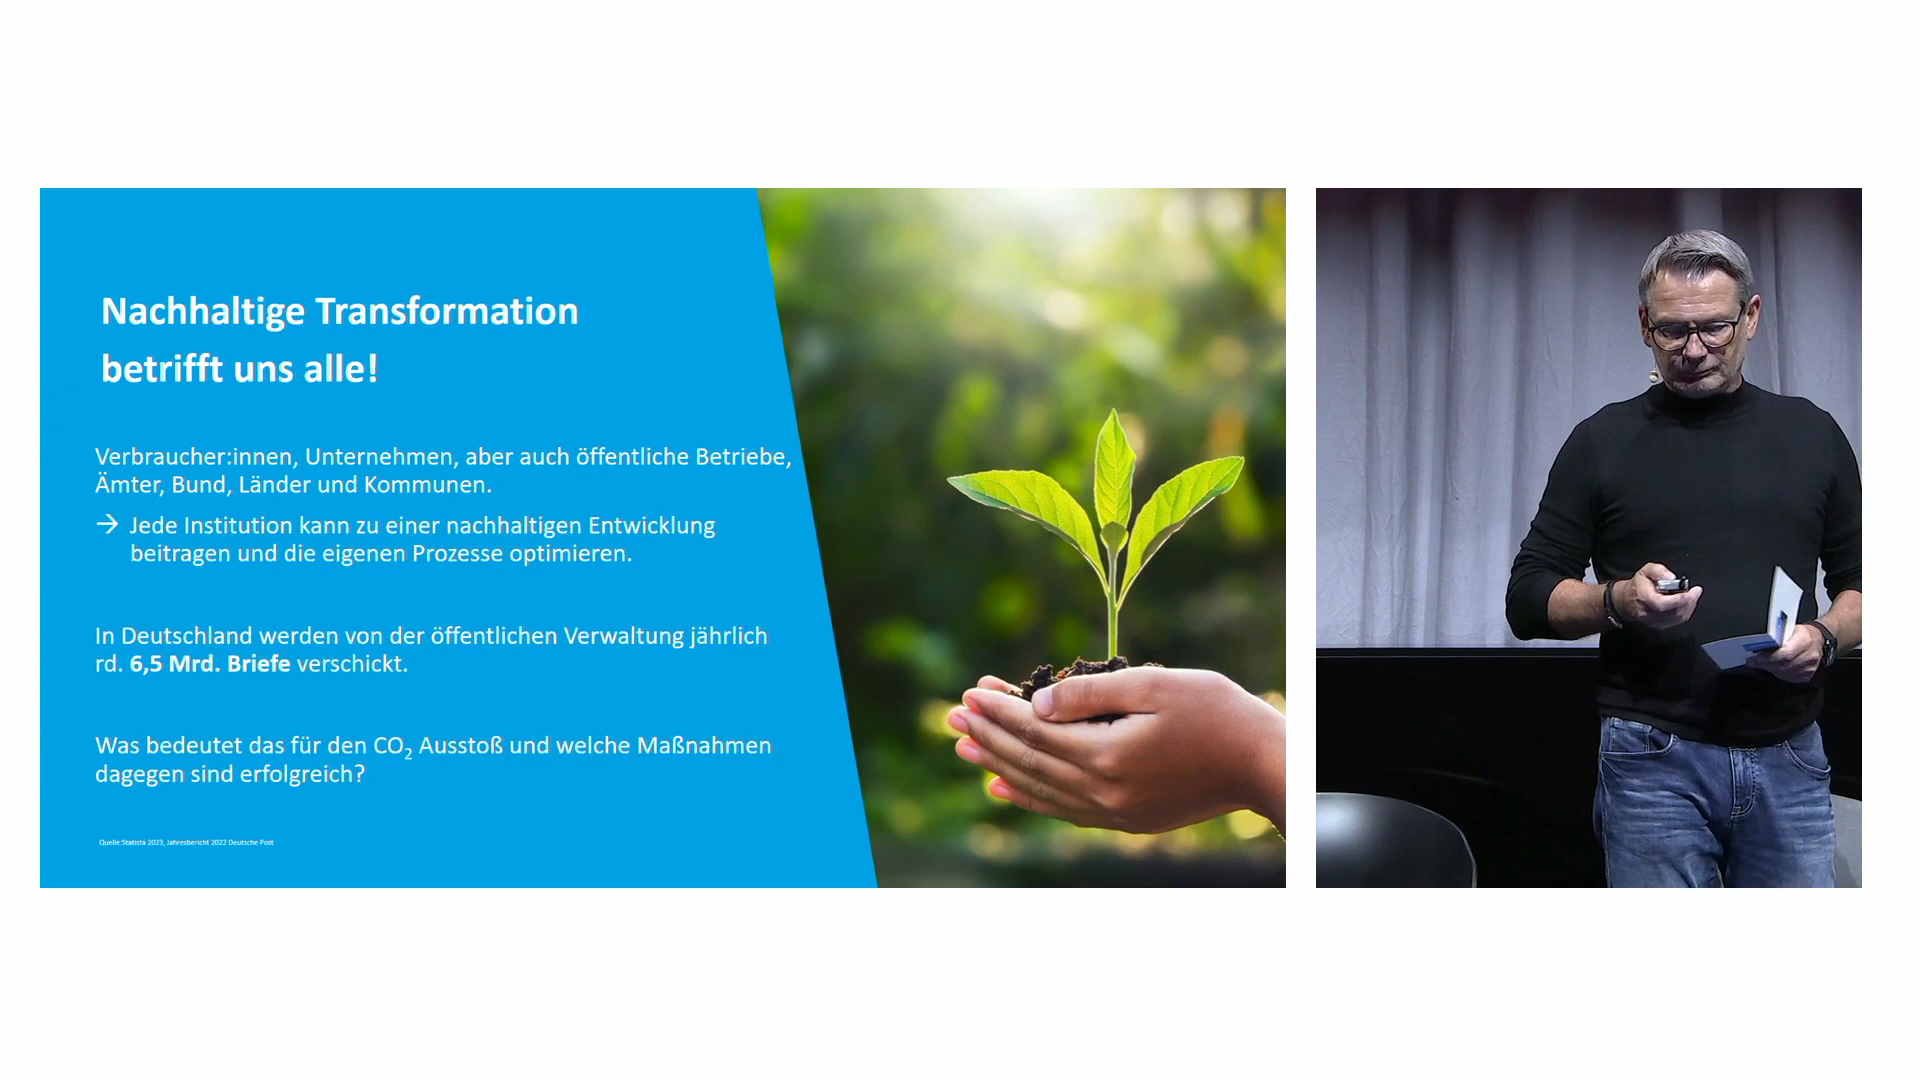 Nachhaltige Transformation
betrifft uns alle!
Verbraucher:innen, Unternehmen, aber auch öffentliche Betriebe,
Ämter, Bund, Länder und Kommunen.
→ Jede Institution kann zu einer nachhaltigen Entwicklung
beitragen und die eigenen Prozesse optimieren.
In Deutschland werden von der öffentlichen Verwaltung jährlich
rd. 6,5 Mrd. Briefe verschickt.
Was bedeutet das für den CO₂ Ausstoß und welche Maßnahmen
dagegen sind erfolgreich?
Quelle:Statista 2023, Jahresbericht 2022 Deutsche Post